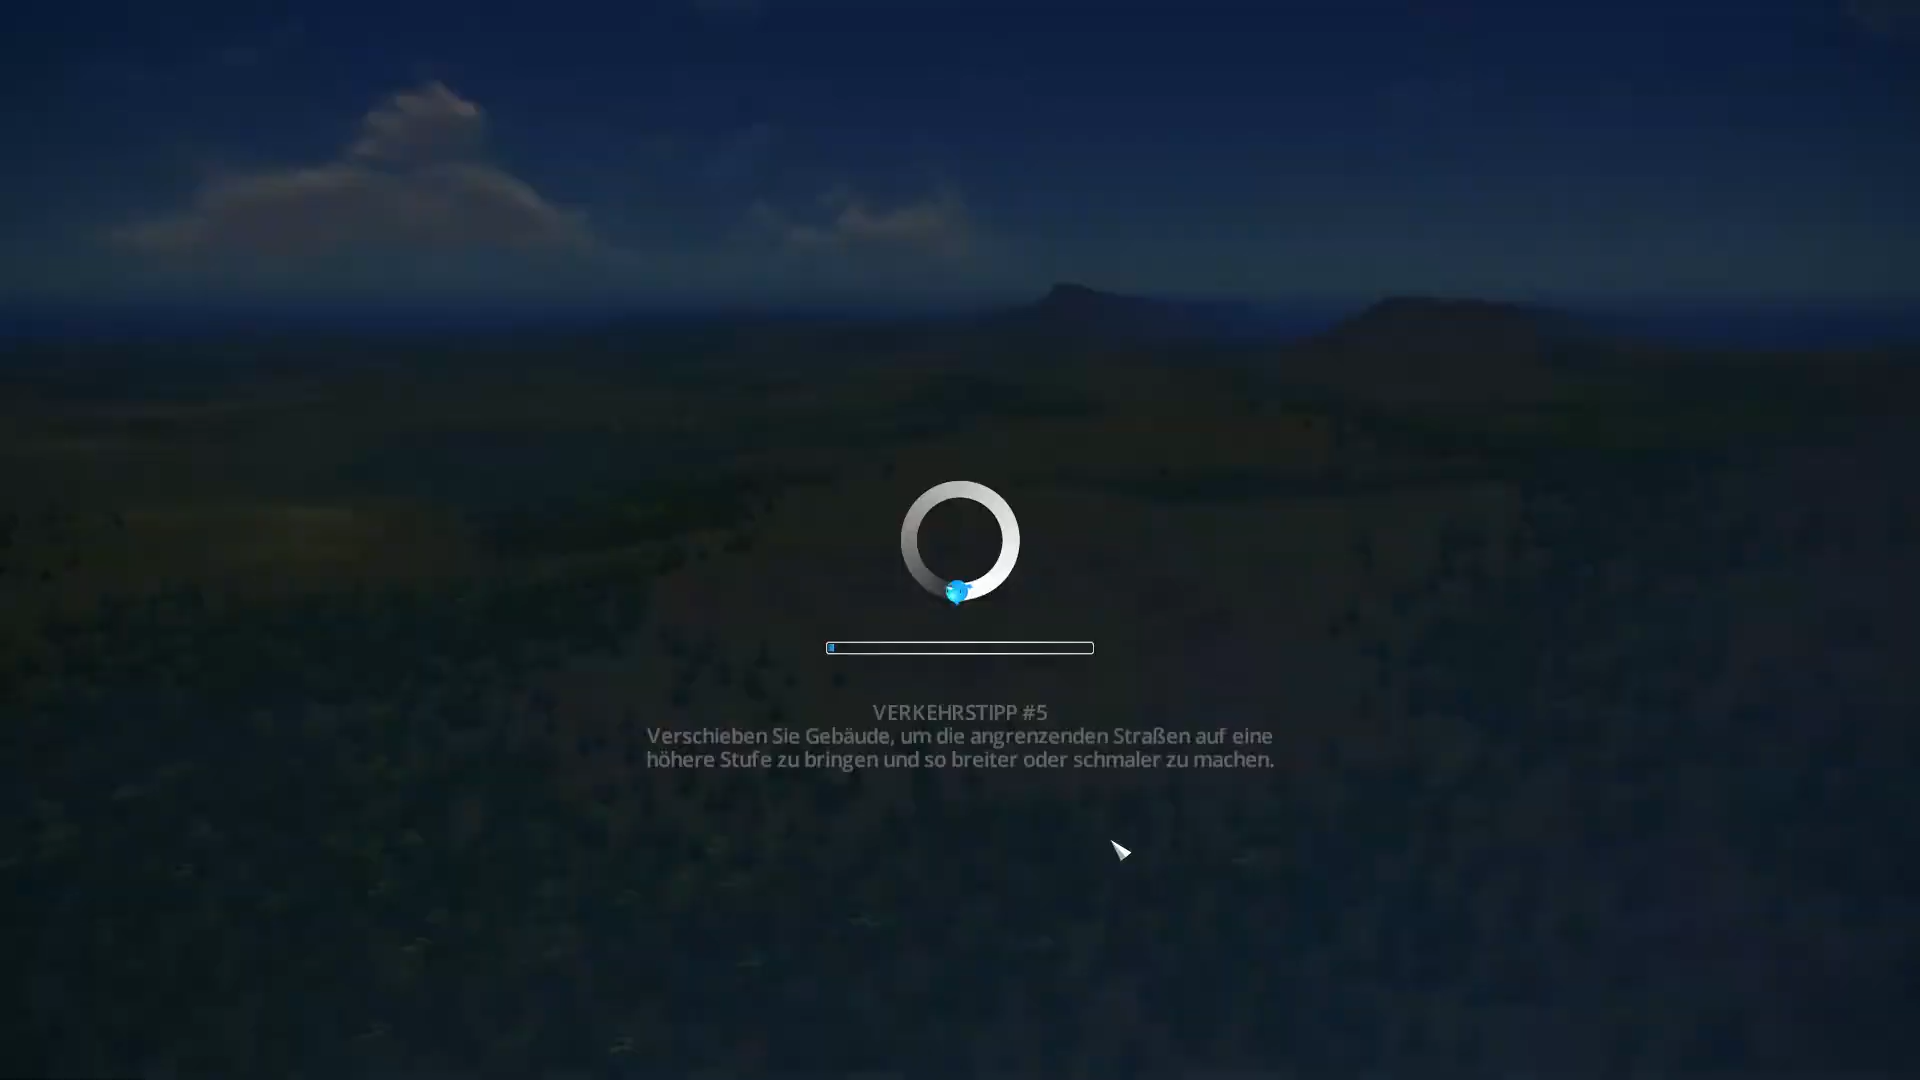 VERKEHRSTIPP #5
Verschieben Sie Gebäude, um die angrenzenden Straßen auf eine
höhere Stufe zu bringen und so breiter oder schmaler zu machen.